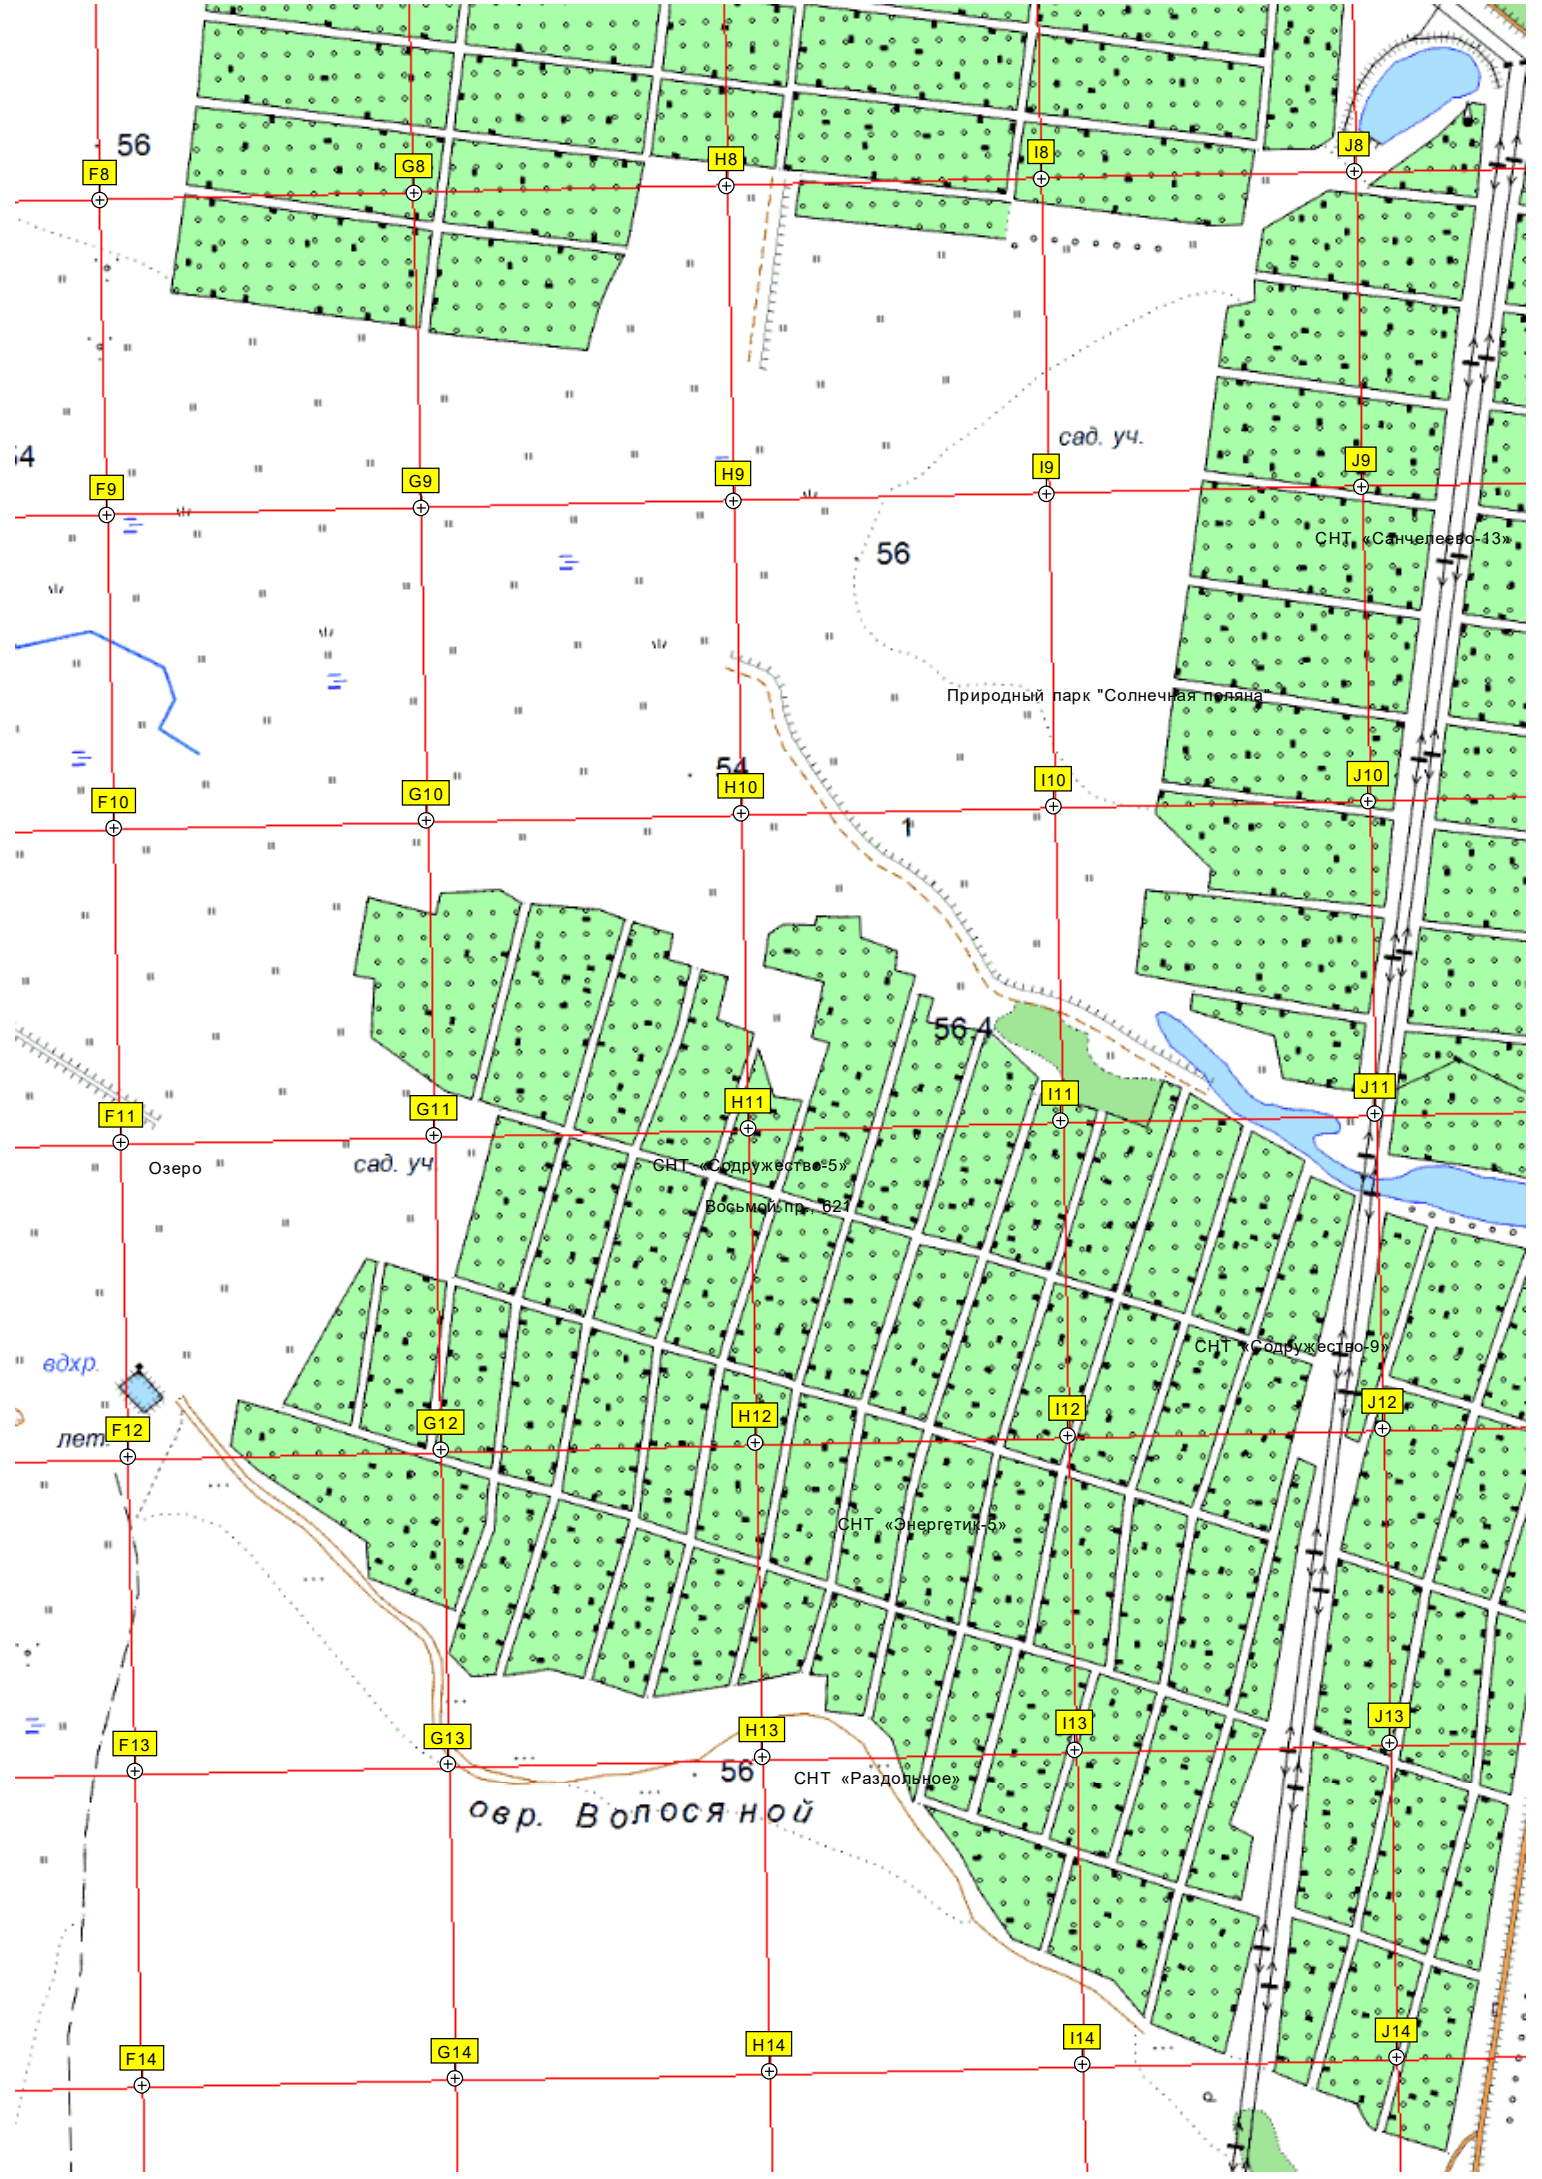 56
F8
G8
H8
I8
J8
сад. уч.
54
F9
G9
H9
I9
J9
СНТ «Санчелеево-13»
56
Природный парк "Солнечная поляна"
54
F10
G10
H10
I10
J10
1
56,4
F11
G11
H11
I11
J11
Озеро
сад. уч.
СНТ «Содружество-5»
Восьмой пр., 621
СНТ «Содружество-9»
вдхр.
лет.
F12
G12
H12
I12
J12
СНТ «Энергетик-5»
F13
G13
H13
I13
J13
56
СНТ «Раздольное»
овр. Волосяной
F14
G14
H14
I14
J14